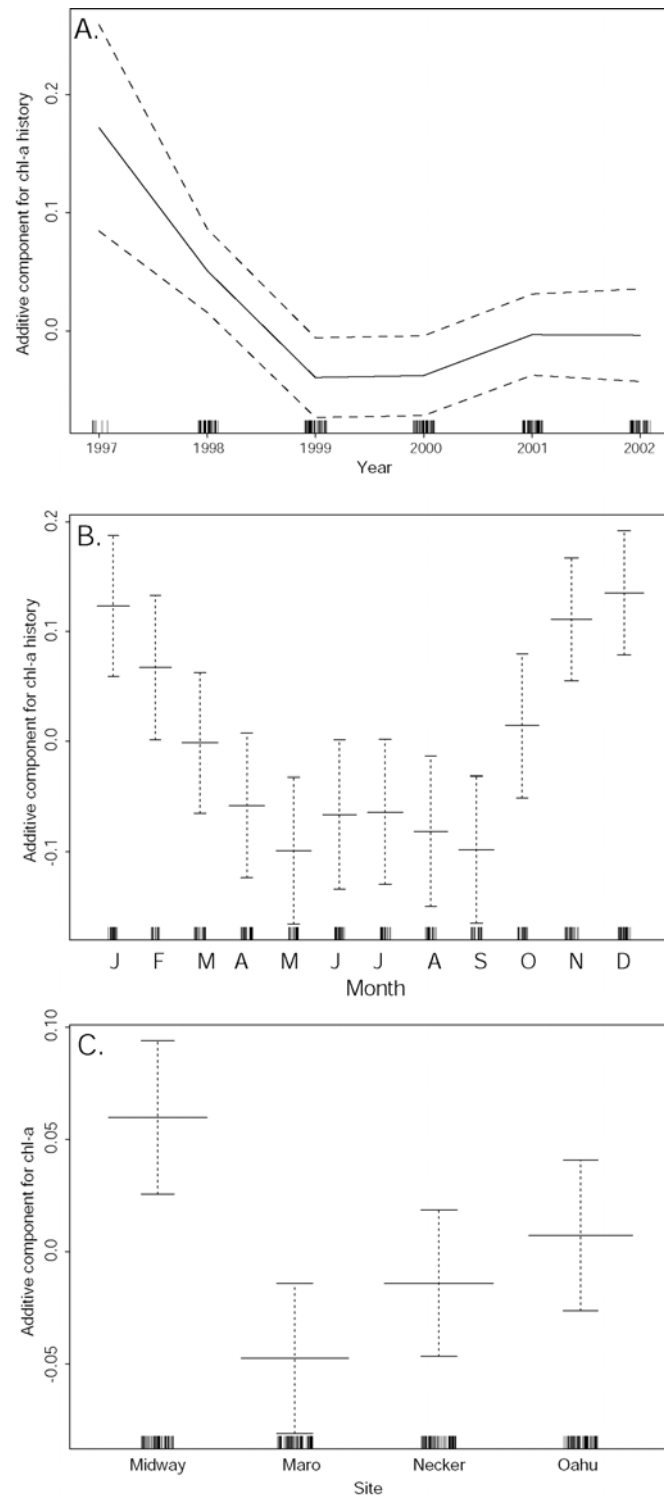 A.
Additive component for chl-a history
0.2
0.1
0.0
1997 1998 1999 2000 2001 2002
Year
B.
Additive component for chl-a history
0.2
0.1
0.0
-0.1
J F M A M J J A S O N D
Month
C.
Additive component for chl-a
0.10
0.05
0.0
-0.05
Midway Maro Necker Oahu
Site